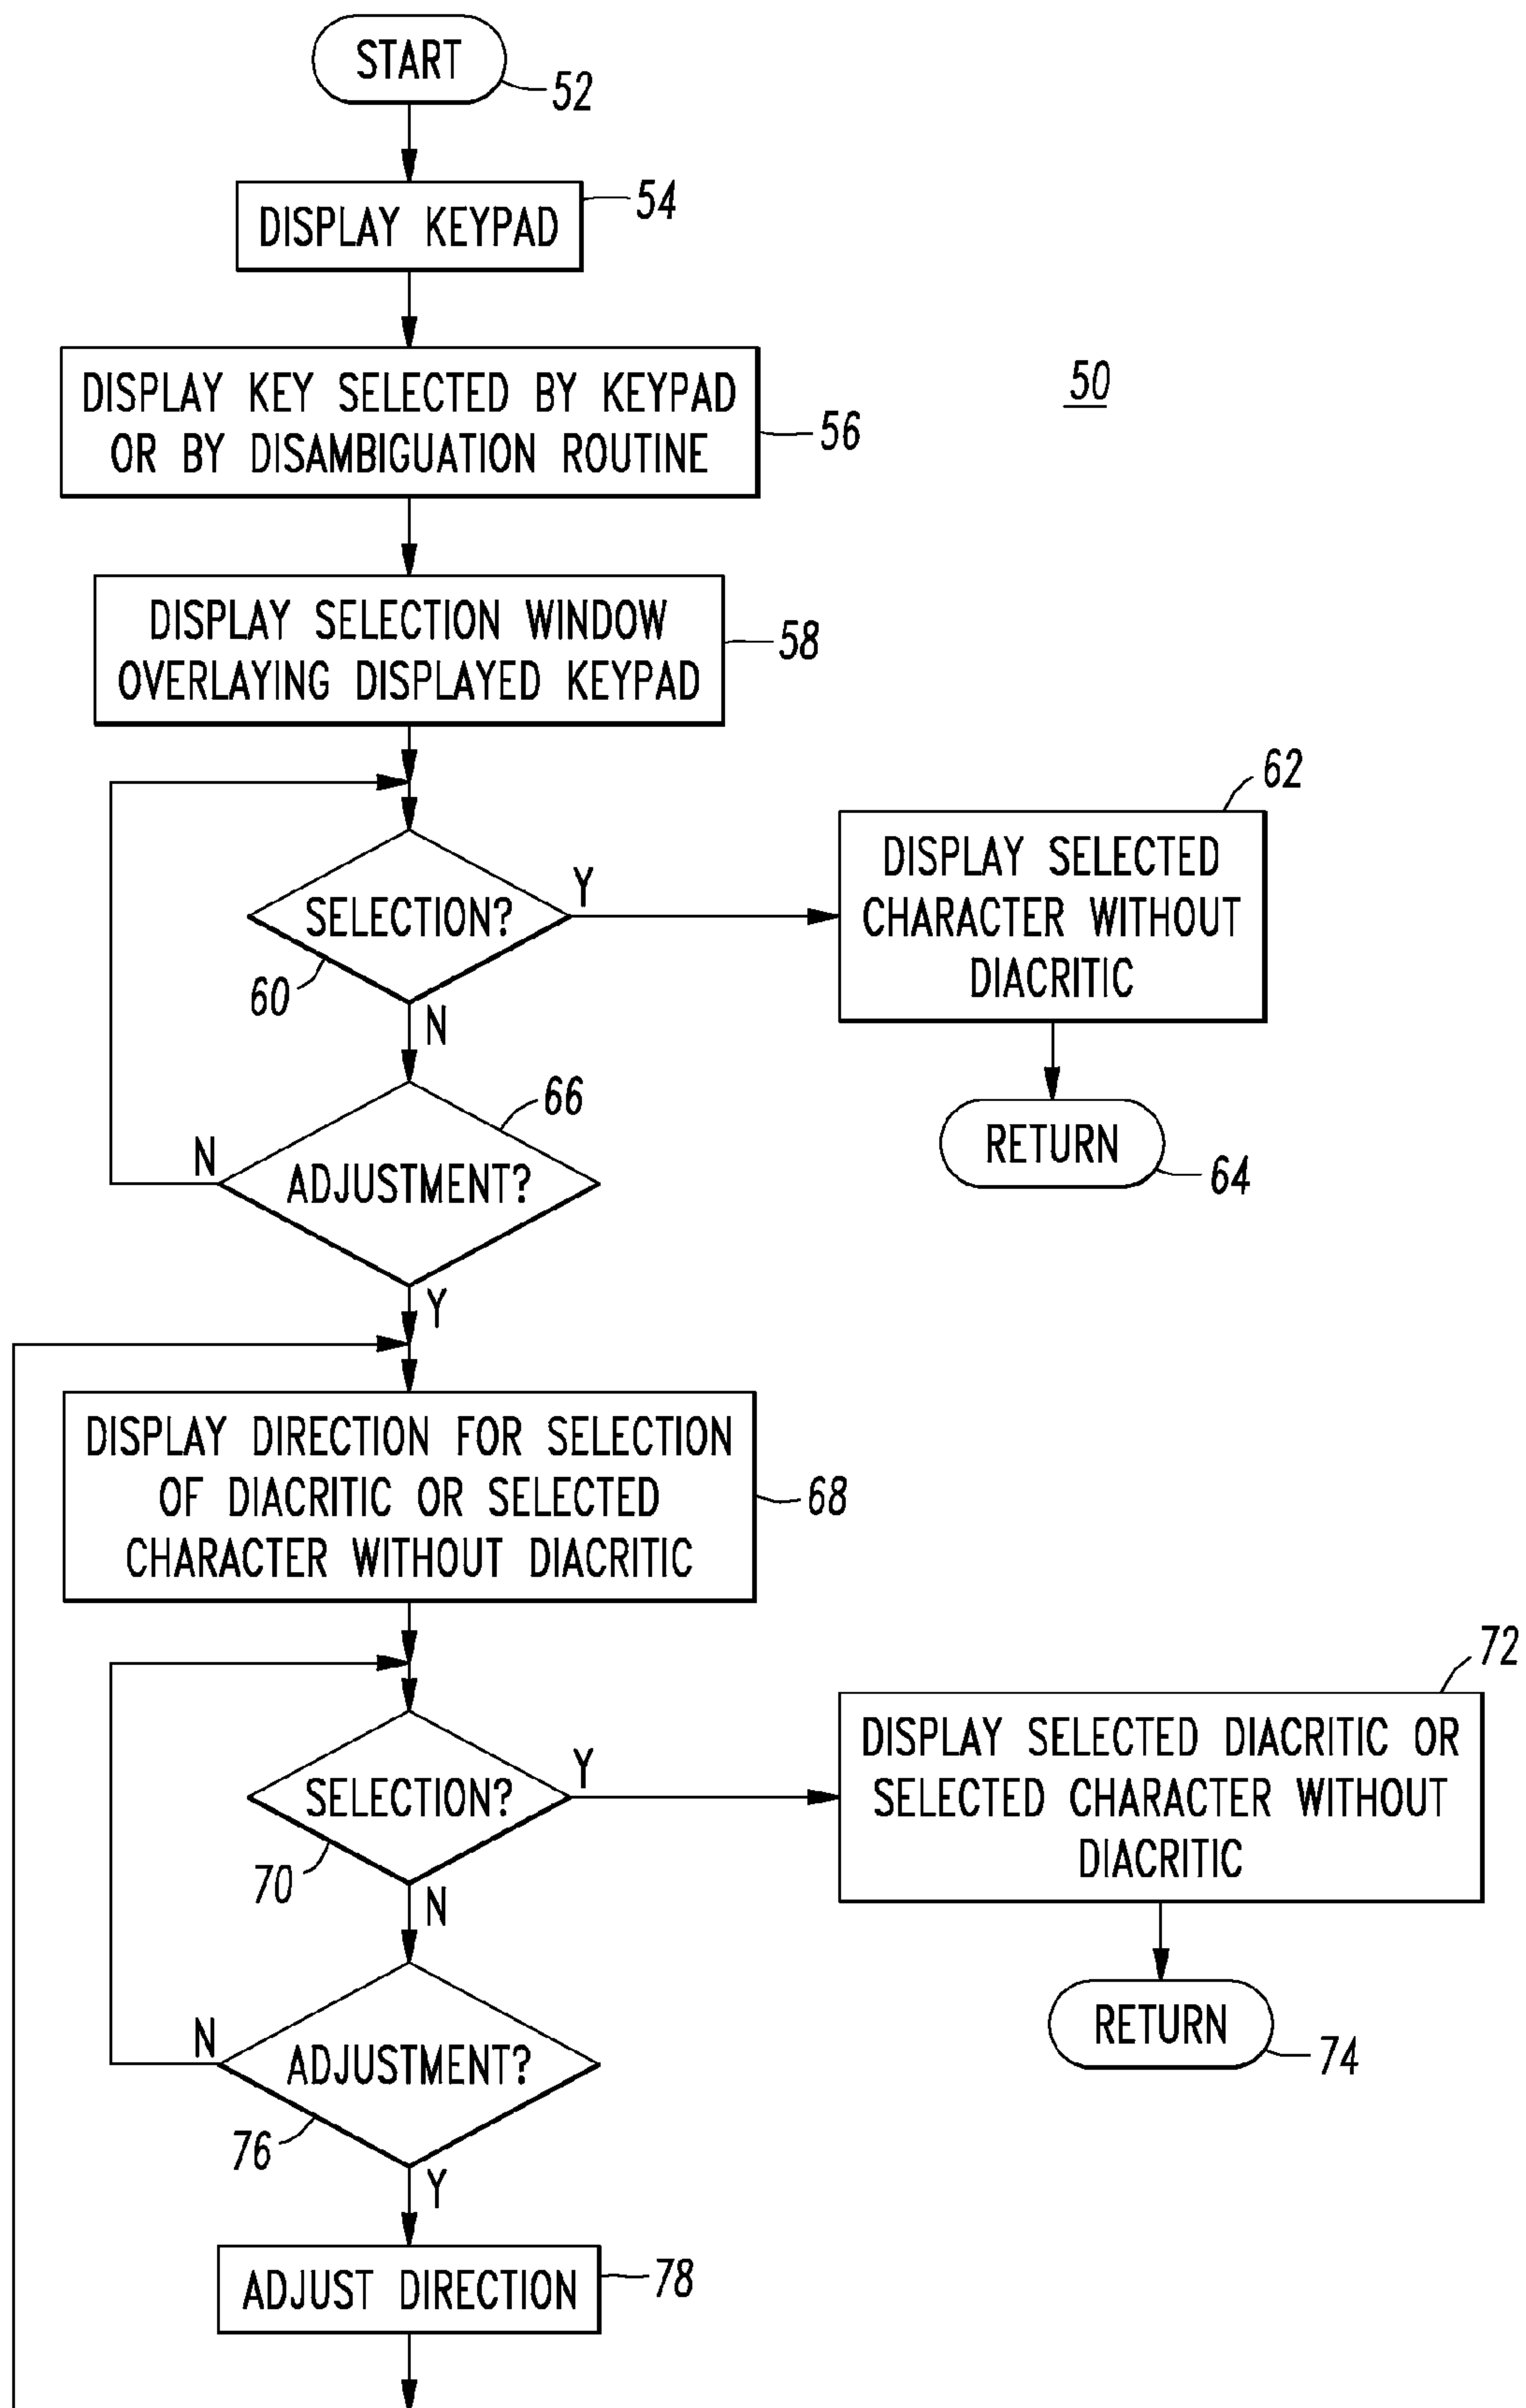 START
52
DISPLAY KEYPAD
54
DISPLAY KEY SELECTED BY KEYPAD
OR BY DISAMBIGUATION ROUTINE
56
50
DISPLAY SELECTION WINDOW
OVERLAYING DISPLAYED KEYPAD
58
SELECTION?
60
Y
N
DISPLAY SELECTED
CHARACTER WITHOUT
DIACRITIC
62
RETURN
64
ADJUSTMENT?
66
N
Y
DISPLAY DIRECTION FOR SELECTION
OF DIACRITIC OR SELECTED
CHARACTER WITHOUT DIACRITIC
68
SELECTION?
70
Y
N
DISPLAY SELECTED DIACRITIC OR
SELECTED CHARACTER WITHOUT
DIACRITIC
72
RETURN
74
ADJUSTMENT?
76
N
Y
ADJUST DIRECTION
78